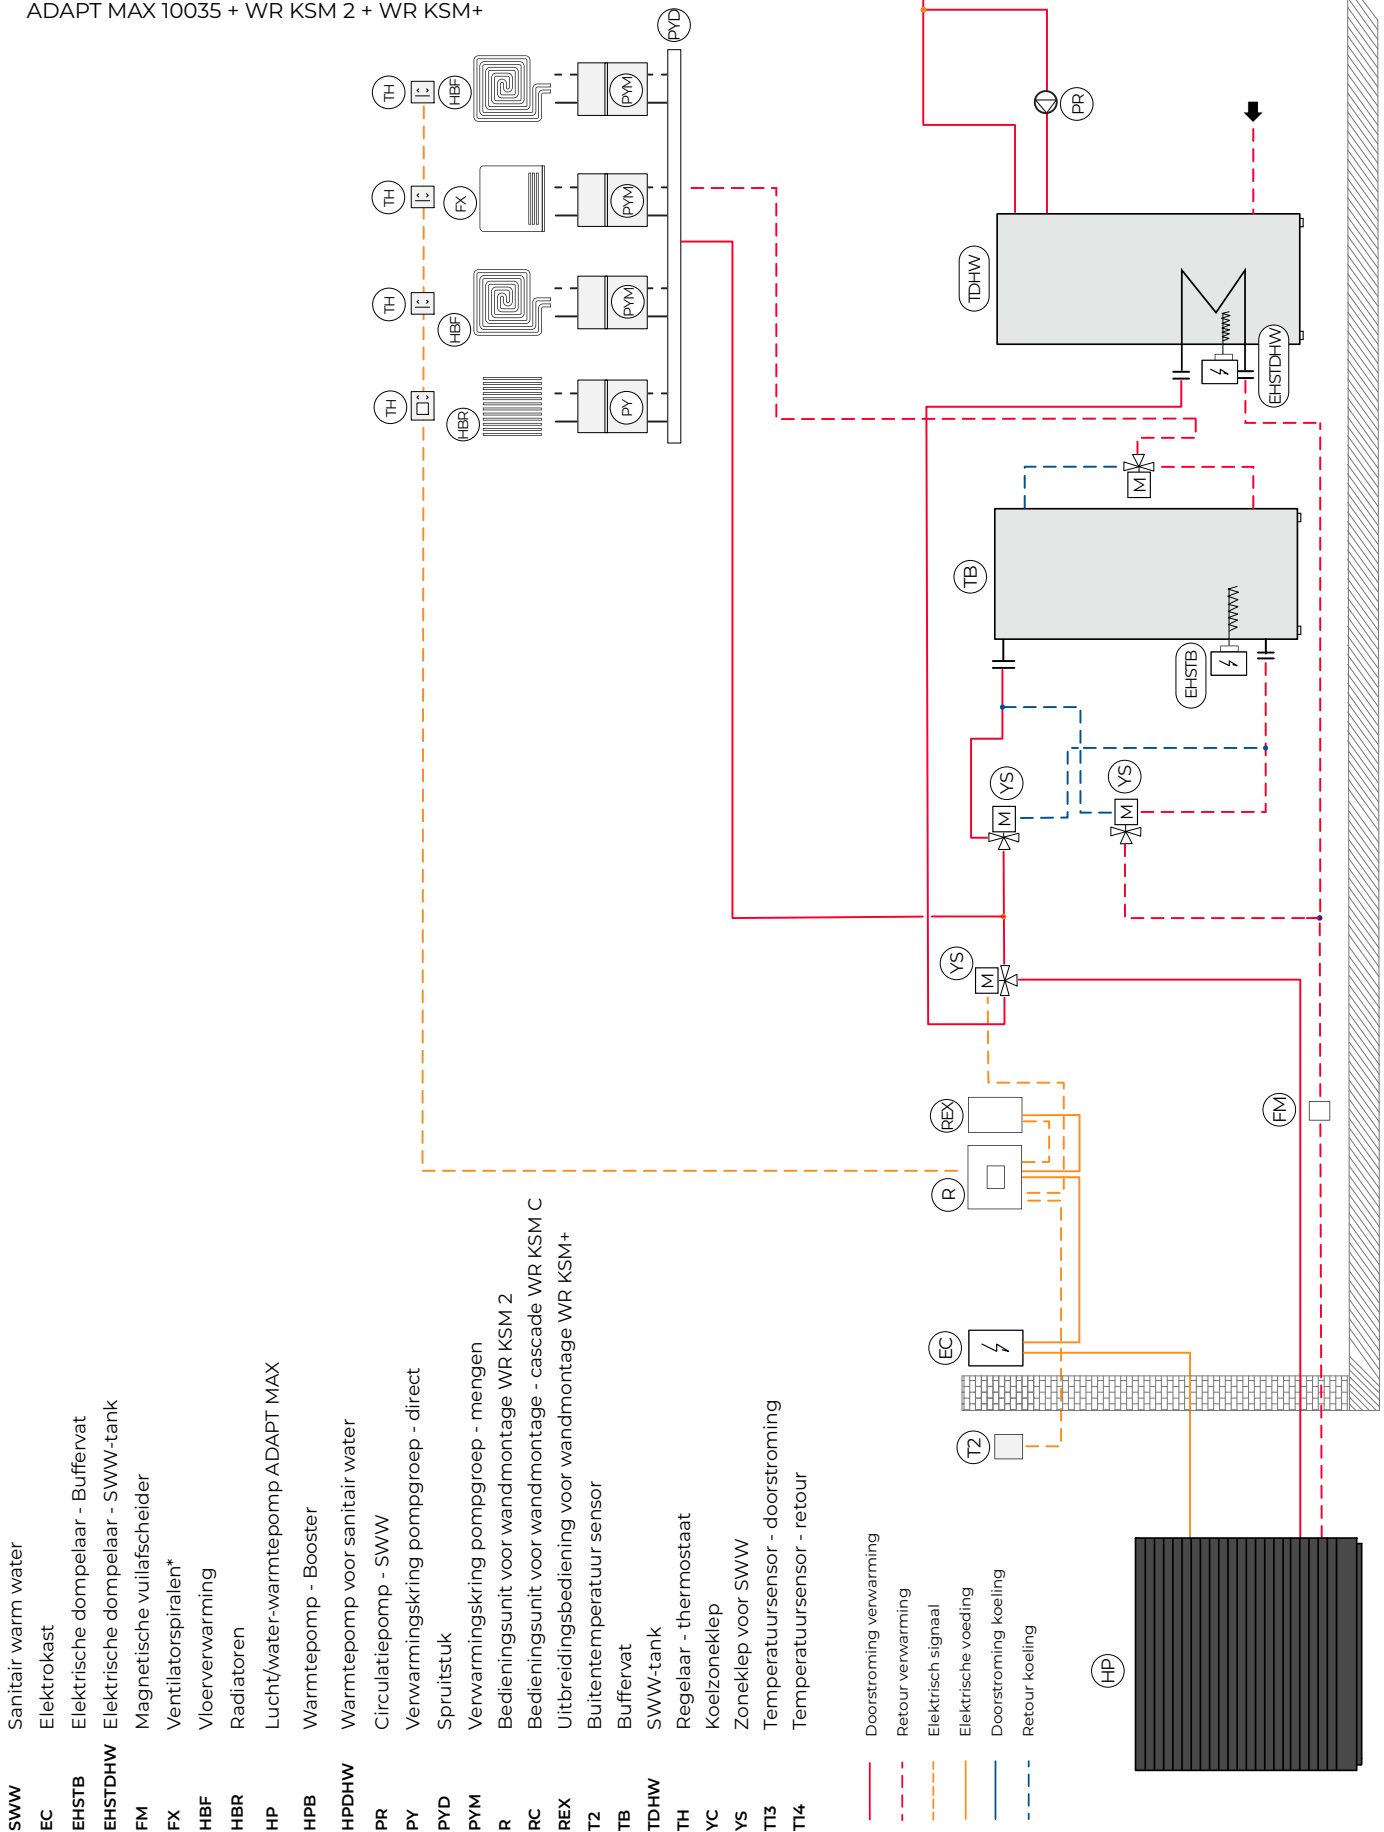 ADAPT MAX 10035 + WR KSM 2 + WR KSM+
SWW Sanitair warm water
EC Elektrokast
EHSTB Elektrische dompelaar - Buffervat
EHSTDHW Elektrische dompelaar - SWW-tank
FM Magnetische vuilafscheider
FX Ventilatorspiralen*
HBF Vloerverwarming
HBR Radiatoren
HP Lucht/water-warmtepomp ADAPT MAX
HPB Warmtepomp - Booster
HPDHW Warmtepomp voor sanitair water
PR Circulatiepomp - SWW
PY Verwarmingskring pompgroep - direct
PYD Spruitstuk
PYM Verwarmingskring pompgroep - mengen
R Bedieningsunit voor wandmontage WR KSM 2
RC Bedieningsunit voor wandmontage - cascade WR KSM C
REX Uitbreidingsbediening voor wandmontage WR KSM+
T2 Buitentemperatuur sensor
TB Buffervat
TDHW SWW-tank
TH Regelaar - thermostaat
YC Koelzoneklep
YS Zoneklep voor SWW
T13 Temperatuursensor - doorstroming
T14 Temperatuursensor - retour
Doorstroming verwarming
Retour verwarming
Elektrisch signaal
Elektrische voeding
Doorstroming koeling
Retour koeling
HP
T2
EC
R
REX
FM
YS
M
YS
M
YS
M
EHSTB
TB
M
EHSTDHW
TDHW
PR
TH
TH
TH
TH
HBR
HBF
FX
HBF
PY
PYM
PYM
PYM
PYD